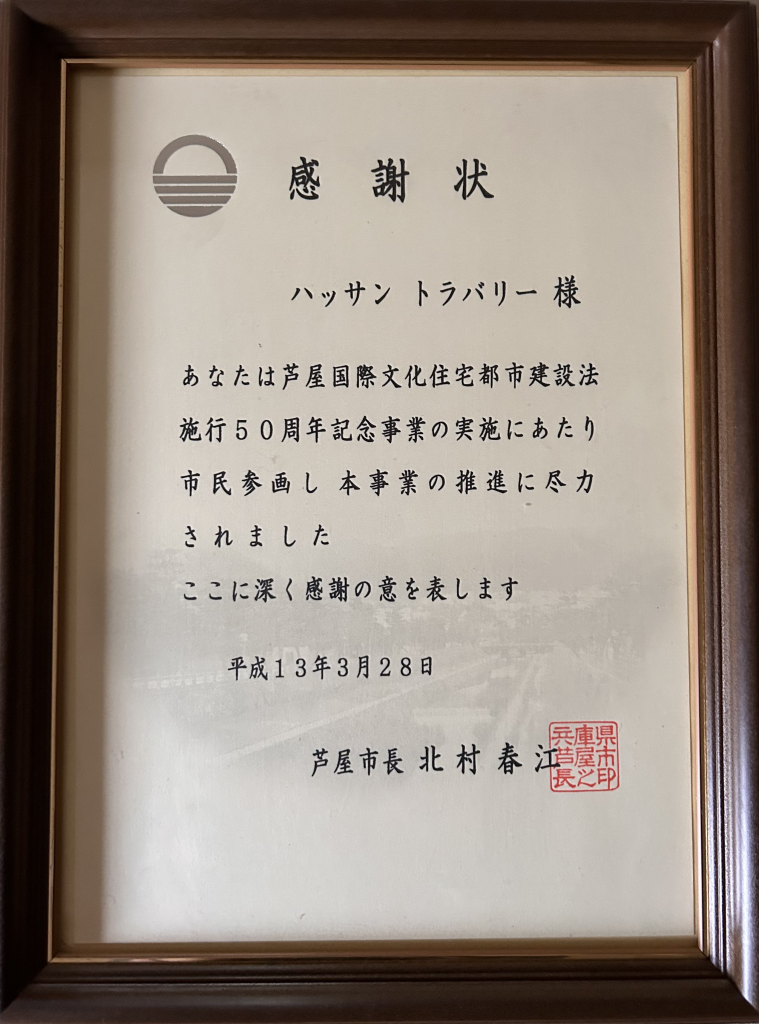 感謝状
ハッサン トラバリー 様
あなたは芦屋国際文化住宅都市建設法
施行５０周年記念事業の実施にあたり
市民参画し 本事業の推進に尽力
されました
ここに深く感謝の意を表します
平成１３年３月２８日
芦屋市長 北村春江
兵庫県
芦屋市
長之印